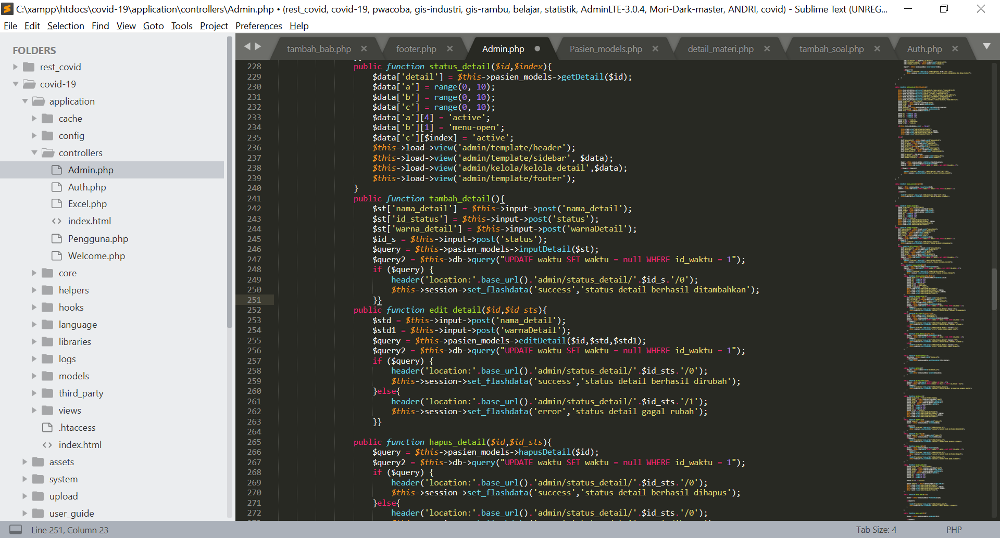 C:\xampp\htdocs\covid-19\application\controllers\Admin.php • (rest_covid, covid-19, pwacoba, gis-industri, gis-rambu, belajar, statistik, AdminLTE-3.0.4, Mori-Dark-master, ANDRI, covid) - Sublime Text (UNREG...
File Edit Selection Find View Goto Tools Project Preferences Help
FOLDERS
rest_covid
covid-19
application
cache
config
controllers
Admin.php
Auth.php
Excel.php
index.html
Pengguna.php
Welcome.php
core
helpers
hooks
language
libraries
logs
models
third_party
views
.htaccess
index.html
assets
system
upload
user_guide
tambah_bab.php footer.php Admin.php Pasien_models.php detail_materi.php tambah_soal.php Auth.php
228 public function status_detail($id,$index){
229 $data['detail'] = $this->pasien_models->getDetail($id);
230 $data['a'] = range(0, 10);
231 $data['b'] = range(0, 10);
232 $data['c'] = range(0, 10);
233 $data['a'][4] = 'active';
234 $data['b'][1] = 'menu-open';
235 $data['c'][$index] = 'active';
236 $this->load->view('admin/template/header');
237 $this->load->view('admin/template/sidebar', $data);
238 $this->load->view('admin/kelola/kelola_detail',$data);
239 $this->load->view('admin/template/footer');
240 }
241 public function tambah_detail(){
242 $st['nama_detail'] = $this->input->post('nama_detail');
243 $st['id_status'] = $this->input->post('status');
244 $st['warna_detail'] = $this->input->post('warnaDetail');
245 $id_s = $this->input->post('status');
246 $query = $this->pasien_models->inputDetail($st);
247 $query2 = $this->db->query("UPDATE waktu SET waktu = null WHERE id_waktu = 1");
248 if ($query) {
249 header('location:'.base_url().'admin/status_detail/'.$id_s.'/0');
250 $this->session->set_flashdata('success','status detail berhasil ditambahkan');
251 }}
252 public function edit_detail($id,$id_sts){
253 $std = $this->input->post('nama_detail');
254 $std1 = $this->input->post('warnaDetail');
255 $query = $this->pasien_models->editDetail($id,$std,$std1);
256 $query2 = $this->db->query("UPDATE waktu SET waktu = null WHERE id_waktu = 1");
257 if ($query) {
258 header('location:'.base_url().'admin/status_detail/'.$id_sts.'/0');
259 $this->session->set_flashdata('success','status detail berhasil dirubah');
260 }else{
261 header('location:'.base_url().'admin/status_detail/'.$id_sts.'/1');
262 $this->session->set_flashdata('error','status detail gagal rubah');
263 }}
264
265 public function hapus_detail($id,$id_sts){
266 $query = $this->pasien_models->hapusDetail($id);
267 $query2 = $this->db->query("UPDATE waktu SET waktu = null WHERE id_waktu = 1");
268 if ($query) {
269 header('location:'.base_url().'admin/status_detail/'.$id_sts.'/0');
270 $this->session->set_flashdata('success','status detail berhasil dihapus');
271 }else{
272 header('location:'.base_url().'admin/status_detail/'.$id_sts.'/0');
Line 251, Column 23
Tab Size: 4
PHP